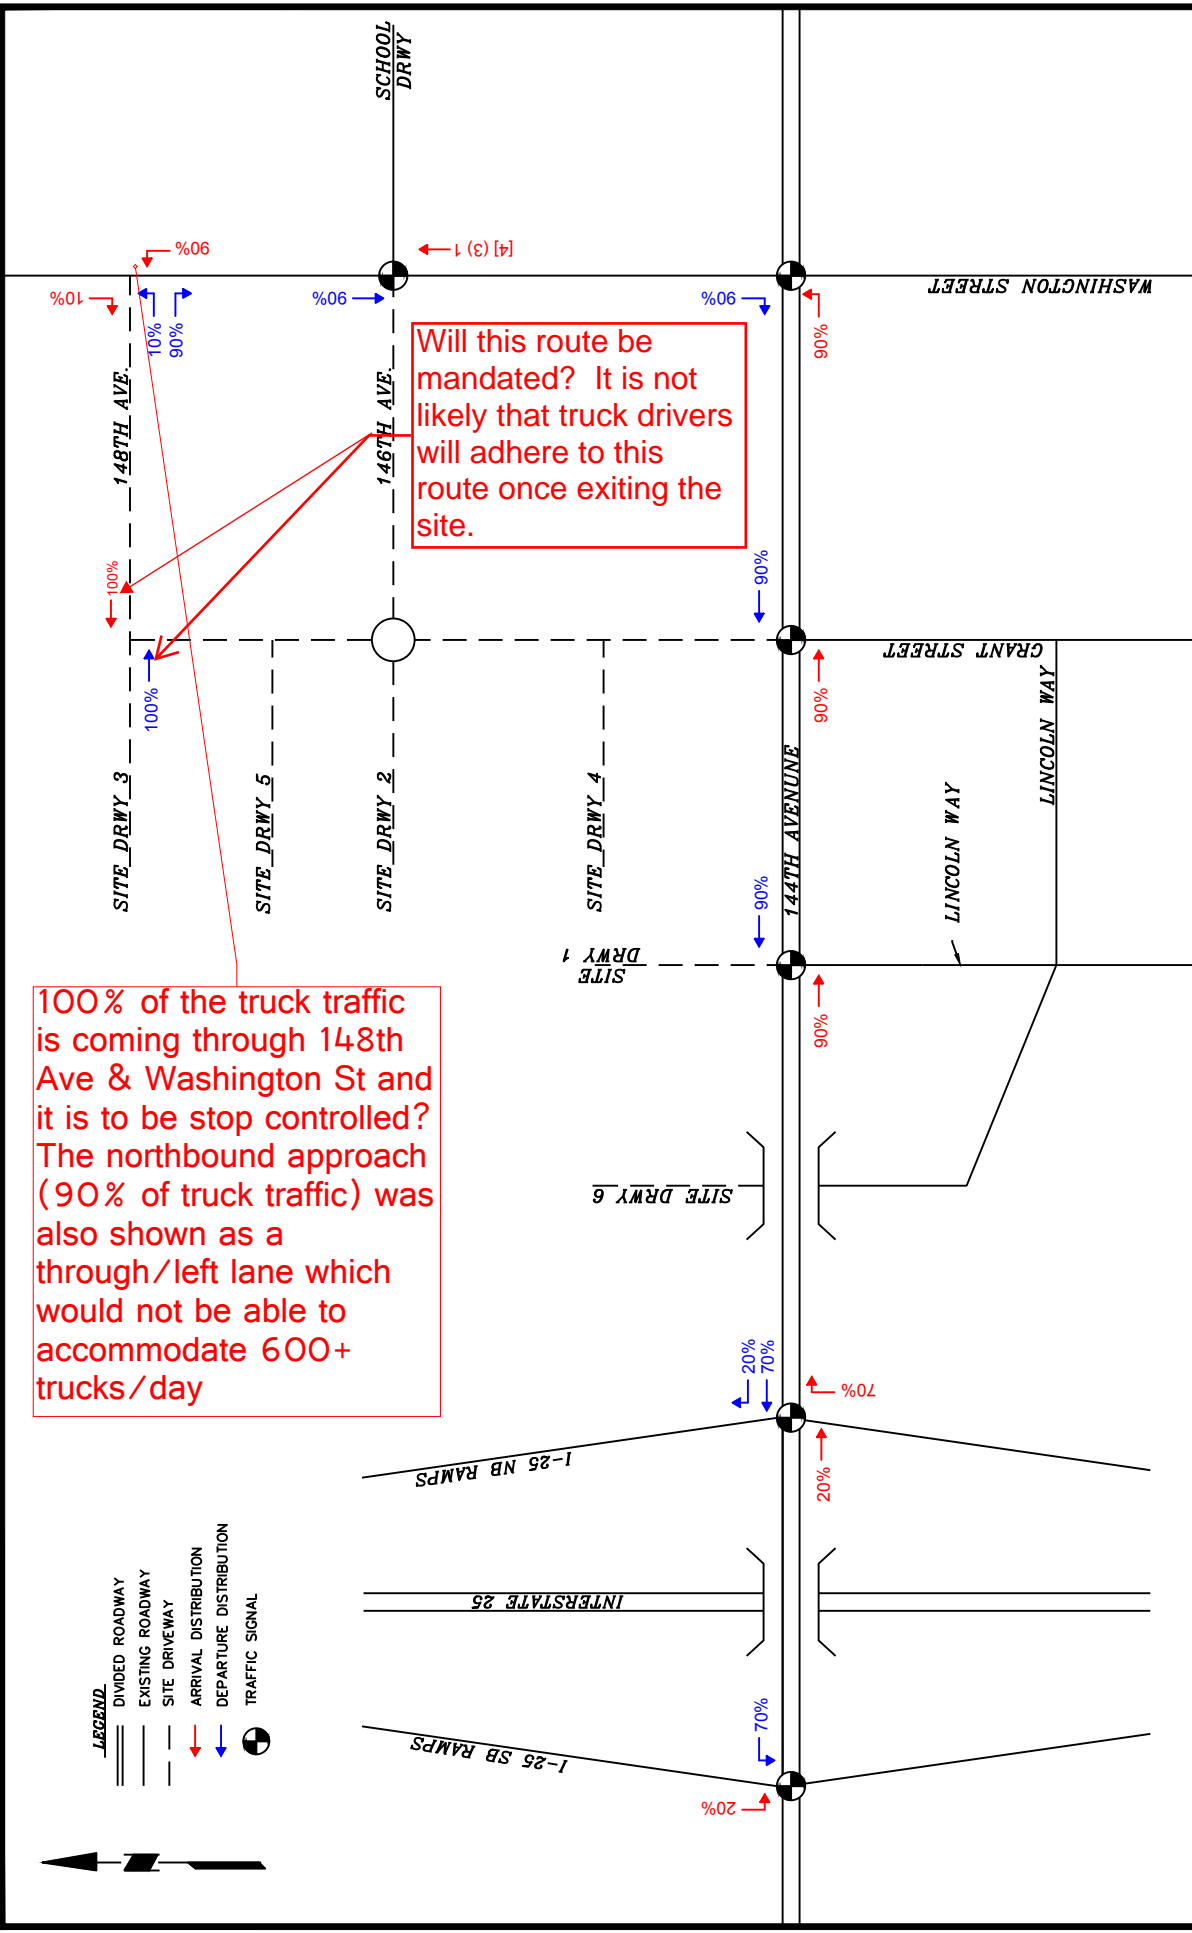 SCHOOL
DRWY
90%
[4] (3) 1
10%
10%
90%
90%
90%
90%
WASHINGTON STREET
148TH AVE.
146TH AVE.
Will this route be
mandated? It is not
likely that truck drivers
will adhere to this
route once exiting the
site.
100%
100%
90%
90%
GRANT STREET
LINCOLN WAY
SITE DRWY 3
SITE DRWY 5
SITE DRWY 2
SITE DRWY 4
144TH AVENUNE
LINCOLN WAY
90%
90%
SITE
DRWY 1
100% of the truck traffic
is coming through 148th
Ave & Washington St and
it is to be stop controlled?
The northbound approach
(90% of truck traffic) was
also shown as a
through/left lane which
would not be able to
accommodate 600+
trucks/day
SITE DRWY 6
20%
70%
70%
20%
I-25 NB RAMPS
INTERSTATE 25
I-25 SB RAMPS
70%
20%
LEGEND
DIVIDED ROADWAY
EXISTING ROADWAY
SITE DRIVEWAY
ARRIVAL DISTRIBUTION
DEPARTURE DISTRIBUTION
TRAFFIC SIGNAL